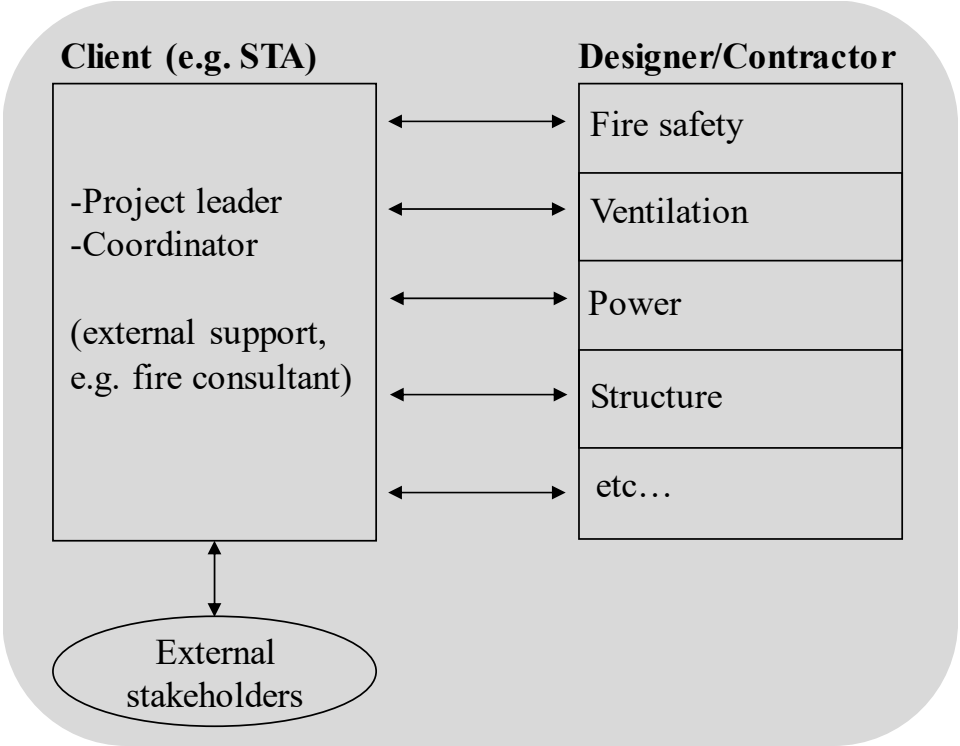 Client (e.g. STA)
-Project leader
-Coordinator
(external support,
e.g. fire consultant)
External
stakeholders
Designer/Contractor
Fire safety
Ventilation
Power
Structure
etc…